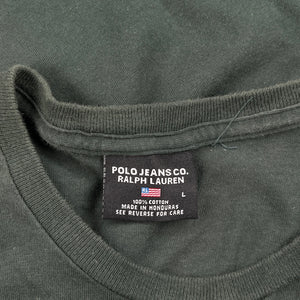 POLO JEANS CO.
RALPH LAUREN
L
100% COTTON
MADE IN HONDURAS
SEE REVERSE FOR CARE